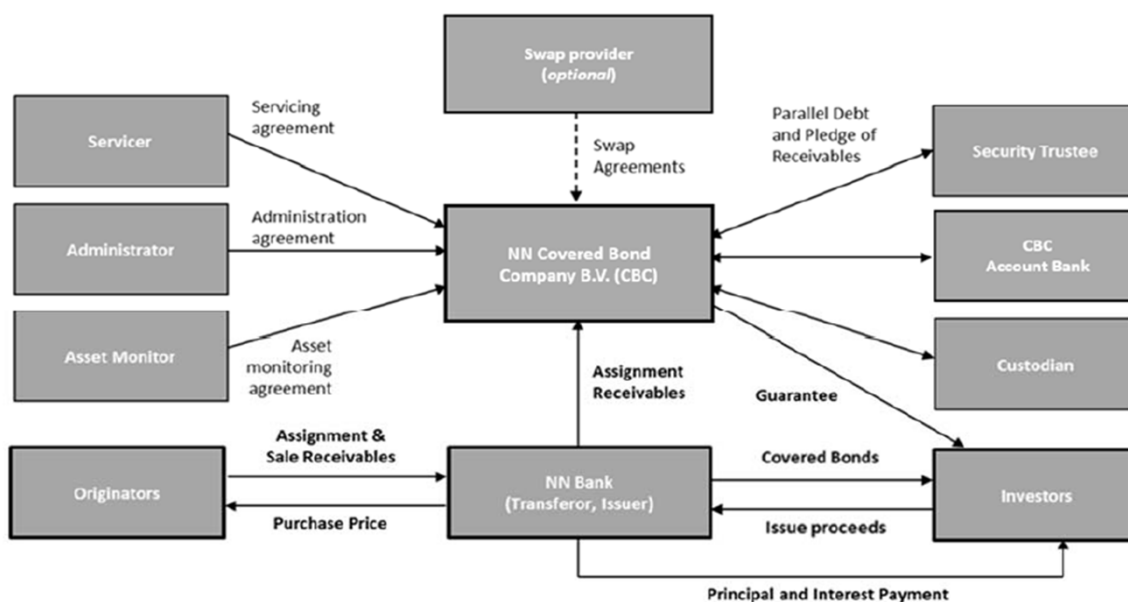 Swap provider
(optional)
Servicing
agreement
Servicer
Swap
Agreements
Parallel Debt
and Pledge of
Receivables
Security Trustee
Administration
agreement
Administrator
NN Covered Bond
Company B.V. (CBC)
CBC
Account Bank
Asset Monitor
Asset
monitoring
agreement
Assignment
Receivables
Guarantee
Custodian
Assignment &
Sale Receivables
Originators
Purchase Price
NN Bank
(Transferor, Issuer)
Covered Bonds
Issue proceeds
Investors
Principal and Interest Payment